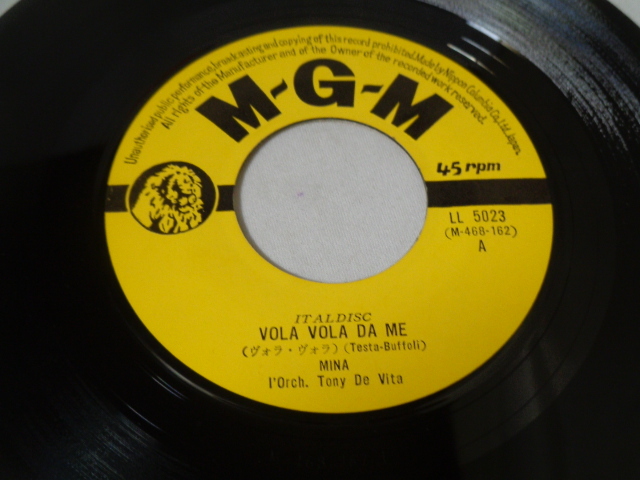 Unauthorised public performance, broadcasting and copying of this record prohibited. Made by Nippon Columbia Co., Ltd. Japan.
All rights of the Manufacturer and of the Owner of the recorded work reserved.
M-G-M
45 rpm
LL 5023
(M-468-162)
A
ITALDISC
VOLA VOLA DA ME
(ヴォラ・ヴォラ) (Testa-Buffoli)
MINA
l'Orch. Tony De Vita